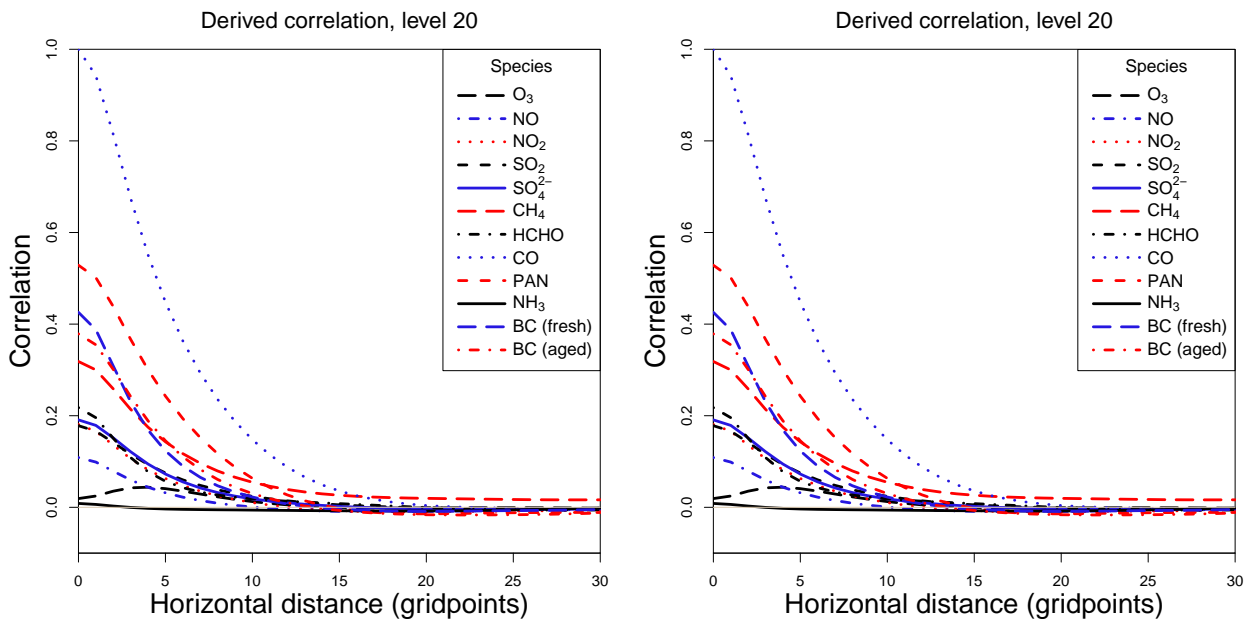 Derived correlation, level 20
Correlation
1.0
0.8
0.6
0.4
0.2
0.0
Species
O₃
NO
NO₂
SO₂
SO₄²⁻
CH₄
HCHO
CO
PAN
NH₃
BC (fresh)
BC (aged)
0 5 10 15 20 25 30
Horizontal distance (gridpoints)
Derived correlation, level 20
Correlation
1.0
0.8
0.6
0.4
0.2
0.0
Species
O₃
NO
NO₂
SO₂
SO₄²⁻
CH₄
HCHO
CO
PAN
NH₃
BC (fresh)
BC (aged)
0 5 10 15 20 25 30
Horizontal distance (gridpoints)